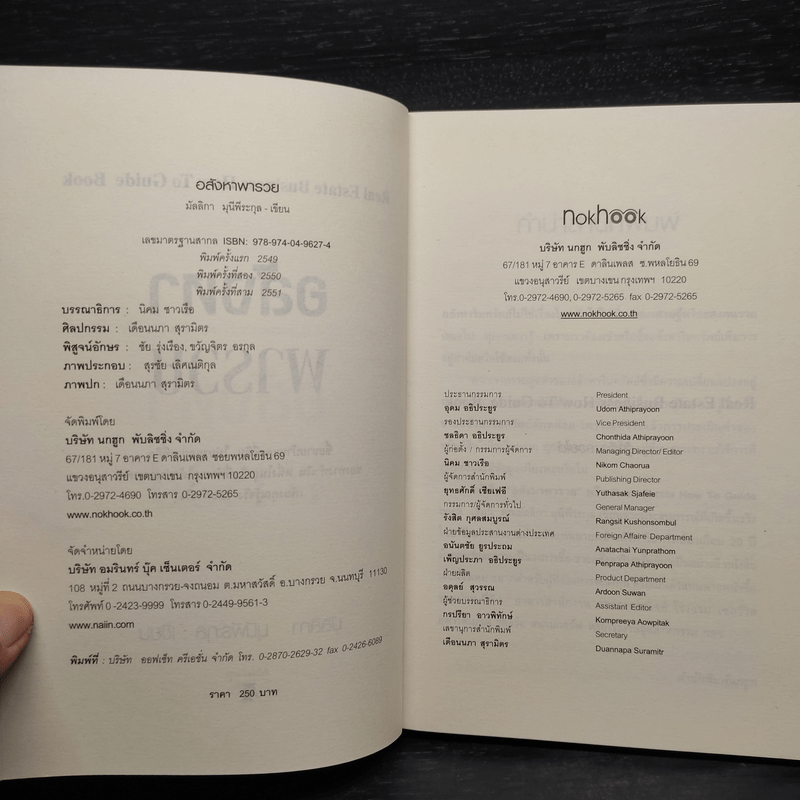 อสังหาพารวย
มัลลิกา มุนีพีระกุล - เขียน
เลขมาตรฐานสากล ISBN: 978-974-04-9627-4
พิมพ์ครั้งแรก 2549
พิมพ์ครั้งที่สอง 2550
พิมพ์ครั้งที่สาม 2551
บรรณาธิการ : นิคม ชาวเรือ
ศิลปกรรม : เดือนนภา สุรามิตร
พิสูจน์อักษร : ชัย รุ่งเรือง, ขวัญจิตร อรกุล
ภาพประกอบ : สุรชัย เลิศเนติกุล
ภาพปก : เดือนนภา สุรามิตร
จัดพิมพ์โดย
บริษัท นกฮูก พับลิชชิ่ง จำกัด
67/181 หมู่ 7 อาคาร E ดาลินเพลส ซอยพหลโยธิน 69
แขวงอนุสาวรีย์ เขตบางเขน กรุงเทพฯ 10220
โทร.0-2972-4690 โทรสาร 0-2972-5265
www.nokhook.co.th
จัดจำหน่ายโดย
บริษัท อมรินทร์ บุ๊ค เซ็นเตอร์ จำกัด
108 หมู่ที่ 2 ถนนบางกรวย-จงถนอม ต.มหาสวัสดิ์ อ.บางกรวย จ.นนทบุรี 11130
โทรศัพท์ 0-2423-9999 โทรสาร 0-2449-9561-3
www.naiin.com
พิมพ์ที่ : บริษัท ออฟเซ็ท ครีเอชั่น จำกัด โทร. 0-2870-2629-32 fax 0-2426-6089
ราคา 250 บาท
nokhook
บริษัท นกฮูก พับลิชชิ่ง จำกัด
67/181 หมู่ 7 อาคาร E ดาลินเพลส ซ.พหลโยธิน 69
แขวงอนุสาวรีย์ เขตบางเขน กรุงเทพฯ 10220
โทร.0-2972-4690, 0-2972-5265 fax 0-2972-5265
www.nokhook.co.th
ประธานกรรมการ President
อุดม อธิประยูร Udom Athiprayoon
รองประธานกรรมการ Vice President
ชลธิดา อธิประยูร Chonthida Athiprayoon
ผู้ก่อตั้ง / กรรมการผู้จัดการ Managing Director/ Editor
นิคม ชาวเรือ Nikom Chaorua
ผู้จัดการสำนักพิมพ์ Publishing Director
ยุทธศักดิ์ เซียเฟอี Yuthasak Sjafeie
กรรมการ/ผู้จัดการทั่วไป General Manager
รังสิต กุศลสมบูรณ์ Rangsit Kushonsombul
ฝ่ายข้อมูลประสานงานต่างประเทศ Foreign Affaire Department
อนันตชัย ยูรประถม Anatachai Yunprathom
เพ็ญประภา อธิประยูร Penprapa Athiprayoon
ฝ่ายผลิต Product Department
อดุลย์ สุวรรณ Ardoon Suwan
ผู้ช่วยบรรณาธิการ Assistant Editor
กรปรียา อาวพิทักษ์ Kompreeya Aowpitak
เลขานุการสำนักพิมพ์ Secretary
เดือนนภา สุรามิตร Duannapa Suramitr